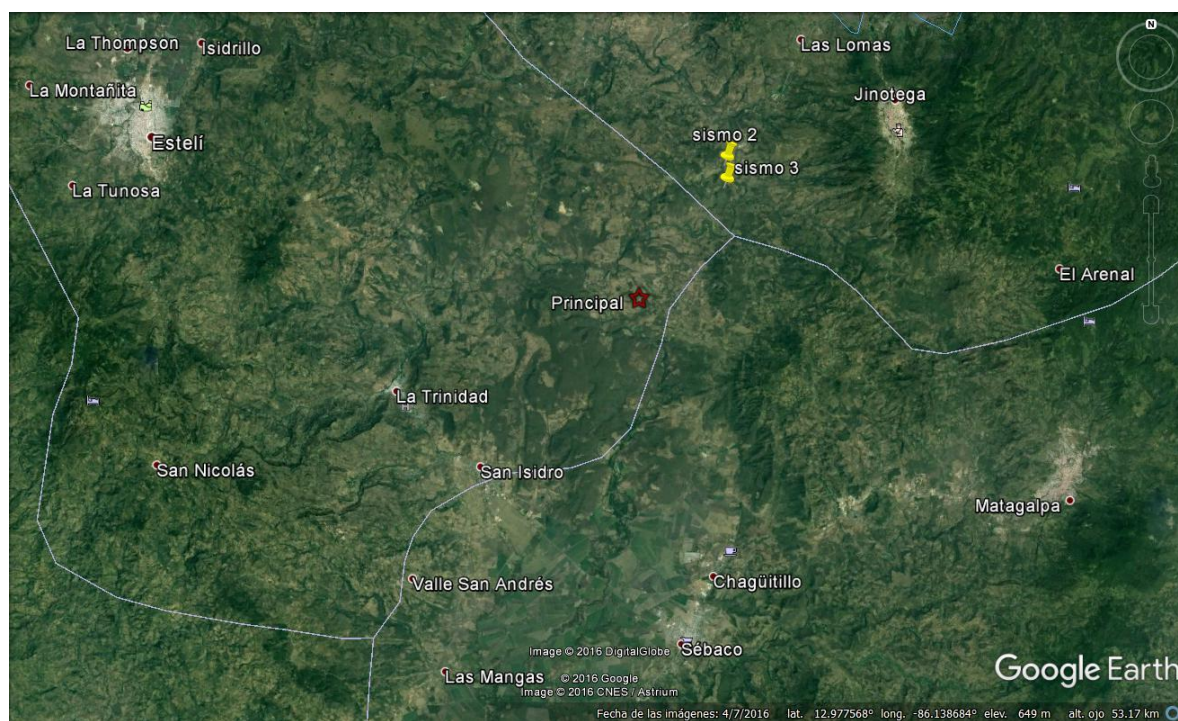 N
La Thompson
Isidrillo
Las Lomas
La Montañita
Jinotega
Estelí
sismo 2
sismo 3
La Tunosa
El Arenal
Principal
La Trinidad
San Nicolás
San Isidro
Matagalpa
Valle San Andrés
Chagüitillo
Sébaco
Image © 2016 DigitalGlobe
Las Mangas
© 2016 Google
Image © 2016 CNES / Astrium
Google Earth
Fecha de las imágenes: 4/7/2016 lat. 12.977568° long. -86.138684° elev. 649 m alt. ojo 53.17 km